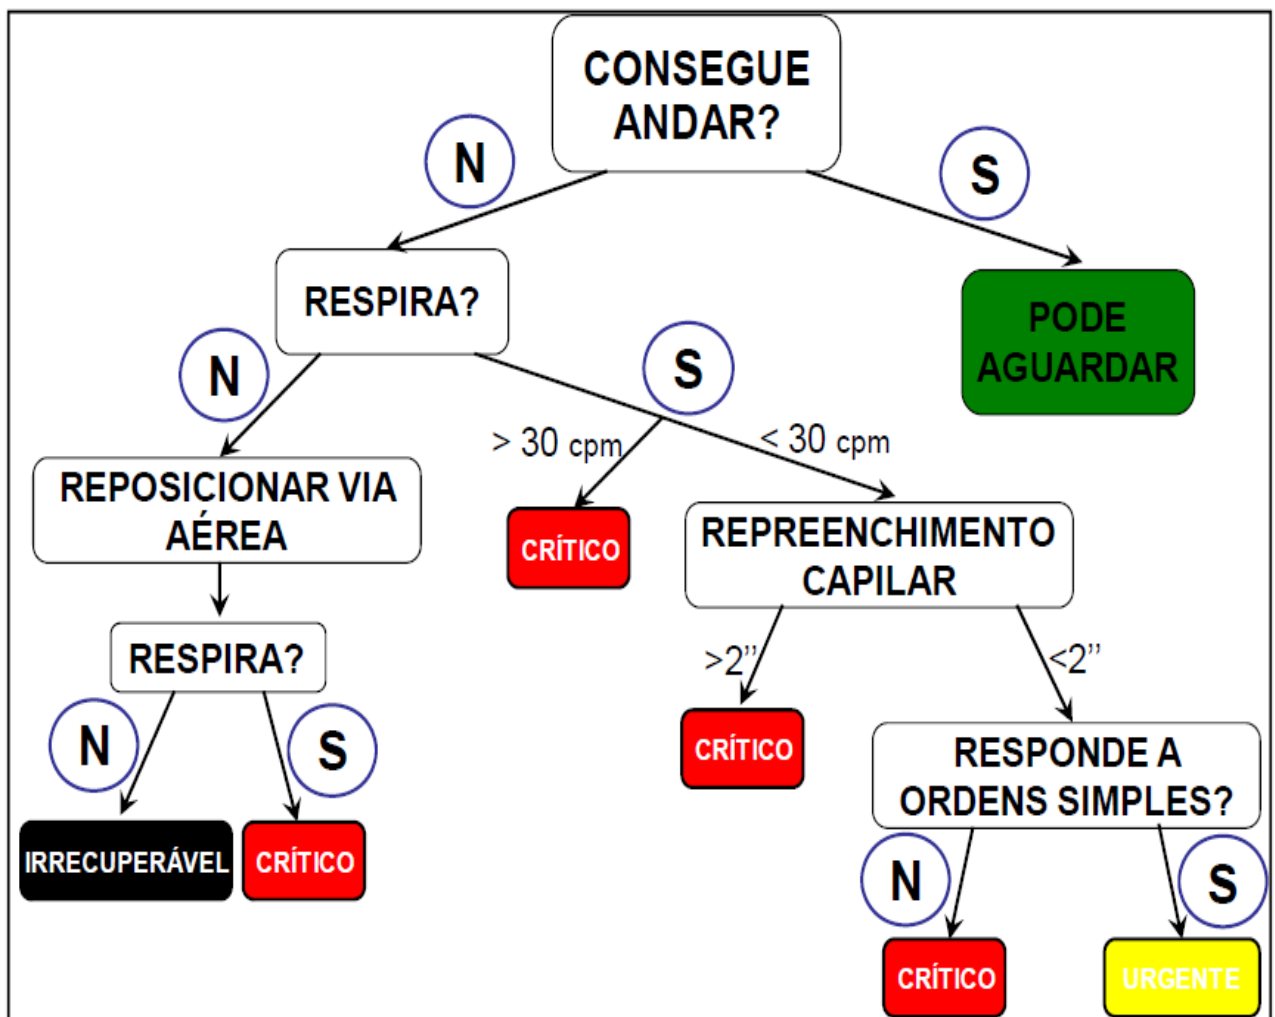 CONSEGUE
ANDAR?
N
S
RESPIRA?
PODE
AGUARDAR
N
S
> 30 cpm
< 30 cpm
REPOSICIONAR VIA
AÉREA
CRÍTICO
REPREENCHIMENTO
CAPILAR
RESPIRA?
>2’’
<2’’
N
S
CRÍTICO
RESPONDE A
ORDENS SIMPLES?
IRRECUPERÁVEL
CRÍTICO
N
S
CRÍTICO
URGENTE